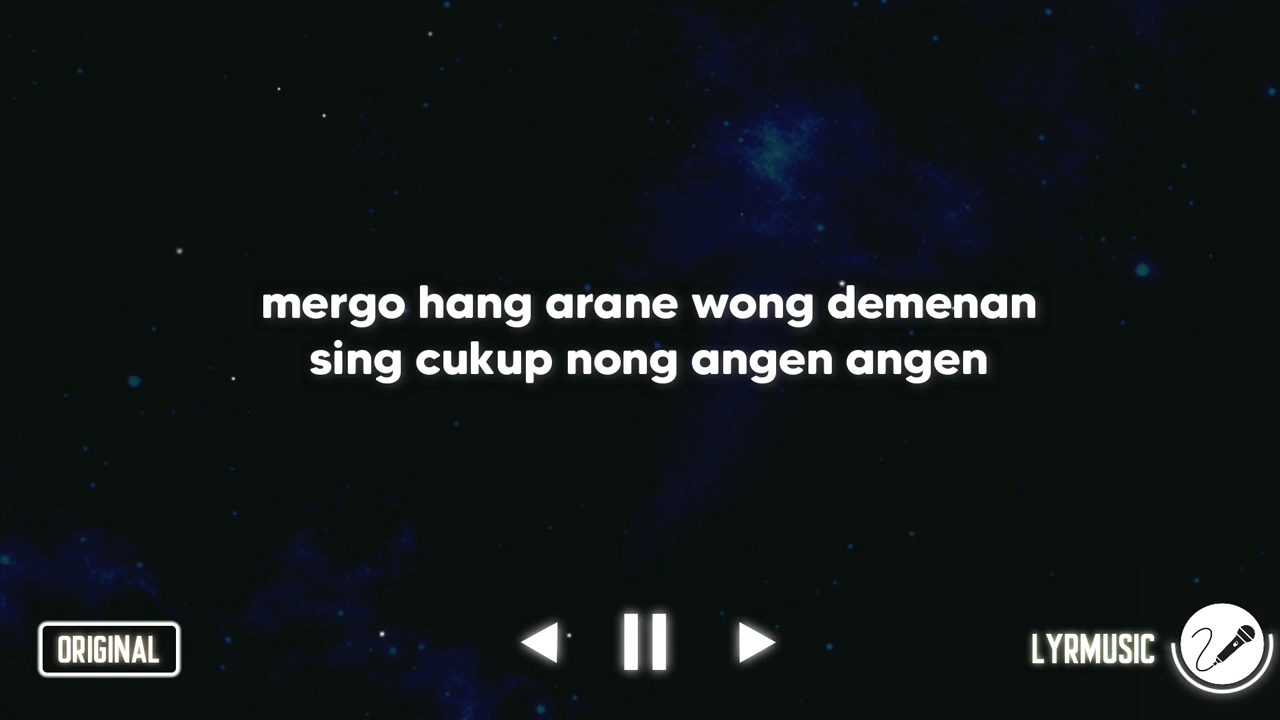 mergo hang arane wong demenan
sing cukup nong angen angen
ORIGINAL
LYRMUSIC